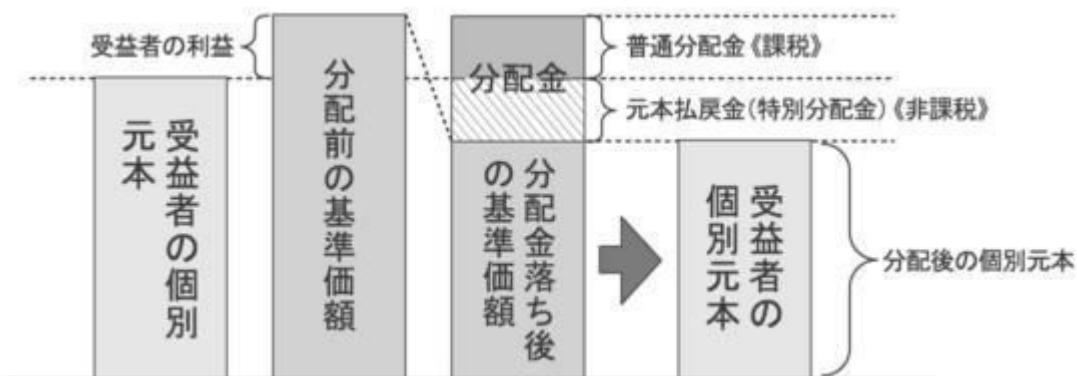 受益者の利益
受益者の個別
元本
分配前の基準価額
分配金
分配金落ち後
の基準価額
普通分配金《課税》
元本払戻金(特別分配金)《非課税》
受益者の
個別元本
分配後の個別元本